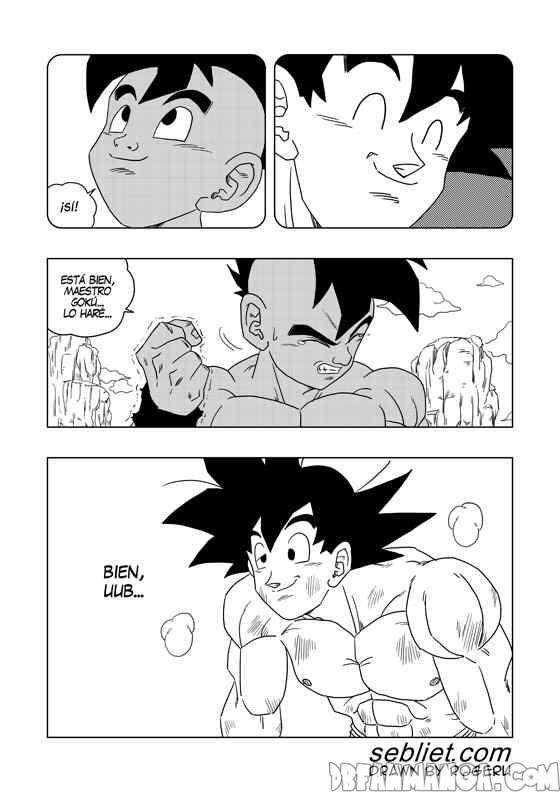 ¡SÍ!
ESTÁ BIEN,
MAESTRO
GOKÚ...
LO HARÉ...
BIEN,
UUB...
sebliet.com
DRAWN BY ROGERU
DBFANMANGA.COM